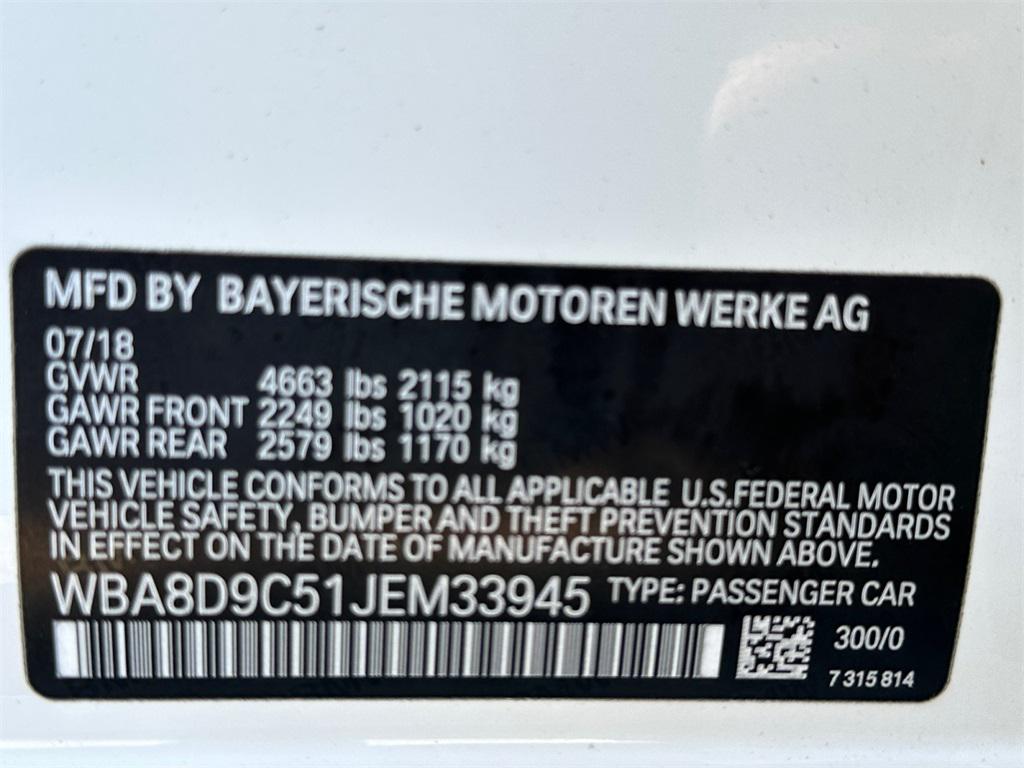 MFD BY BAYERISCHE MOTOREN WERKE AG
07/18
GVWR 4663 lbs 2115 kg
GAWR FRONT 2249 lbs 1020 kg
GAWR REAR 2579 lbs 1170 kg
THIS VEHICLE CONFORMS TO ALL APPLICABLE U.S.FEDERAL MOTOR
VEHICLE SAFETY, BUMPER AND THEFT PREVENTION STANDARDS
IN EFFECT ON THE DATE OF MANUFACTURE SHOWN ABOVE.
WBA8D9C51JEM33945 TYPE: PASSENGER CAR
300/0
7 315 814